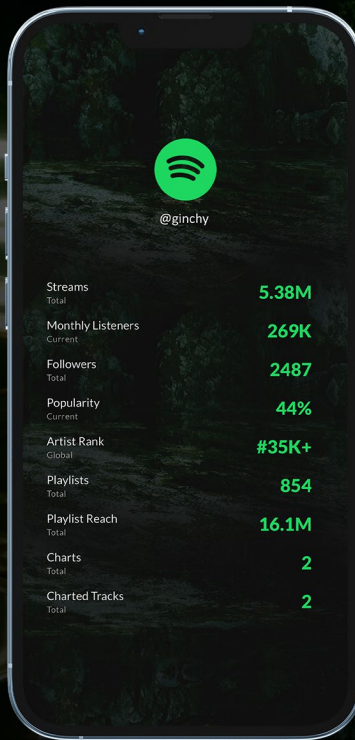 @ginchy
Streams
Total
5.38M
Monthly Listeners
Current
269K
Followers
Total
2487
Popularity
Current
44%
Artist Rank
Global
#35K+
Playlists
Total
854
Playlist Reach
Total
16.1M
Charts
Total
2
Charted Tracks
Total
2